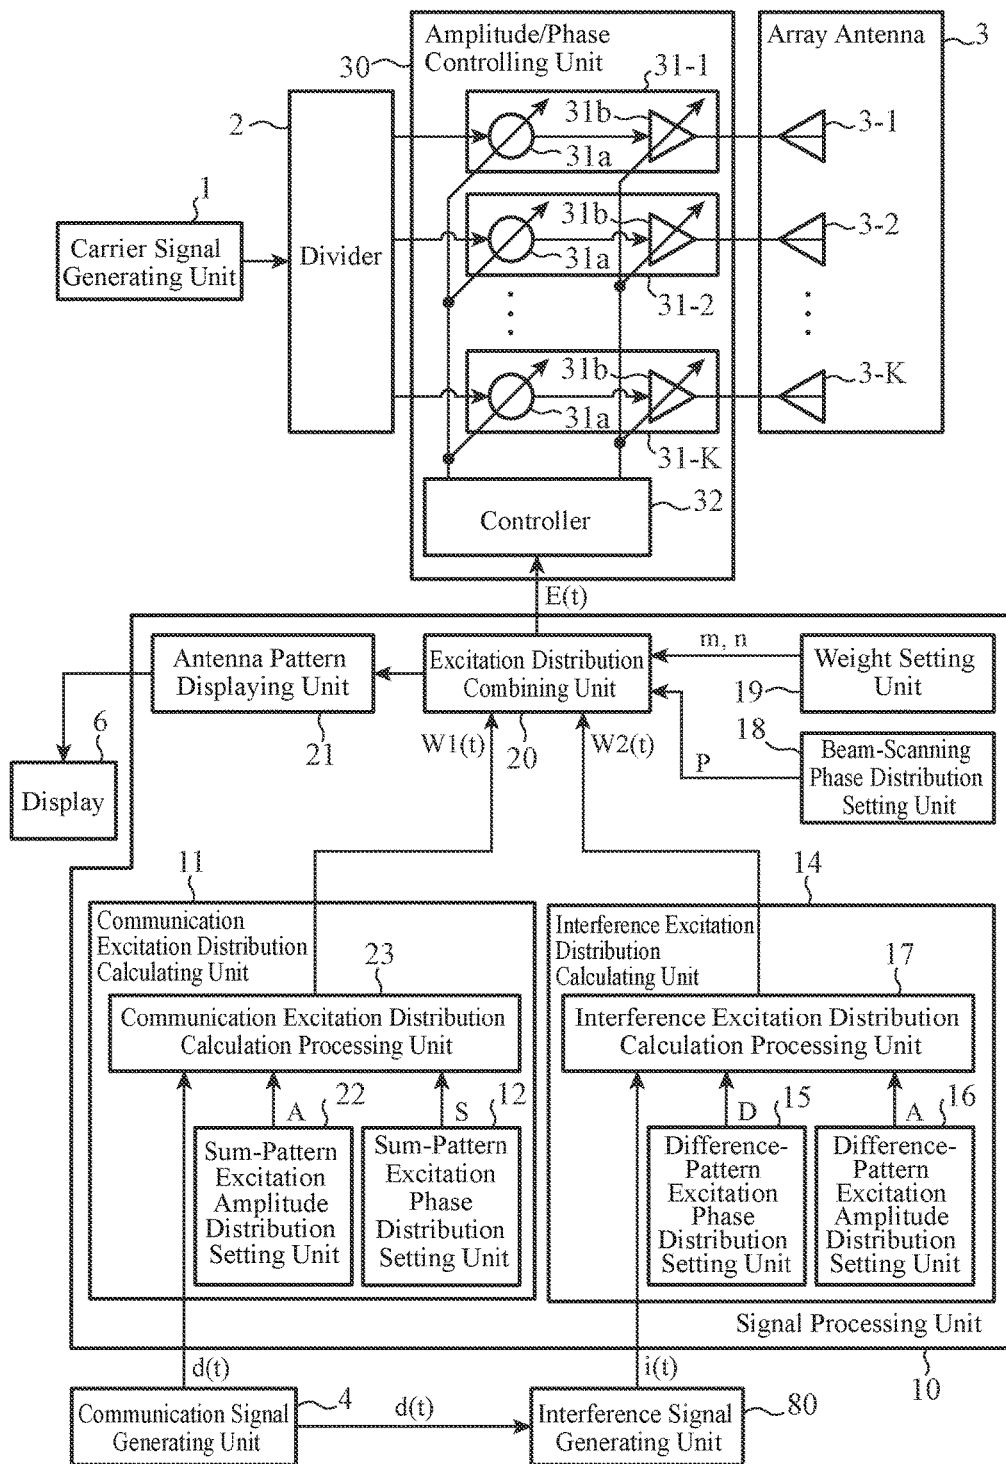 Amplitude/Phase
Controlling Unit
Array Antenna
3
30
31-1
2
31b
3-1
31a
1
31b
3-2
Carrier Signal
Generating Unit
Divider
31a
31-2
31b
3-K
31a
31-K
Controller
32
E(t)
Antenna Pattern
Displaying Unit
Excitation Distribution
Combining Unit
m, n
Weight Setting
Unit
19
6
21
W1(t)
20
W2(t)
18
P
Beam-Scanning
Phase Distribution
Setting Unit
Display
11
14
Communication
Excitation Distribution
Calculating Unit
Interference Excitation
Distribution
Calculating Unit
23
17
Communication Excitation Distribution
Calculation Processing Unit
Interference Excitation Distribution
Calculation Processing Unit
A
22
S
12
D
15
A
16
Sum-Pattern
Excitation
Amplitude
Distribution
Setting Unit
Sum-Pattern
Excitation
Phase
Distribution
Setting Unit
Difference-
Pattern
Excitation
Phase
Distribution
Setting Unit
Difference-
Pattern
Excitation
Amplitude
Distribution
Setting Unit
Signal Processing Unit
10
d(t)
i(t)
Communication Signal
Generating Unit
4
d(t)
Interference Signal
Generating Unit
80